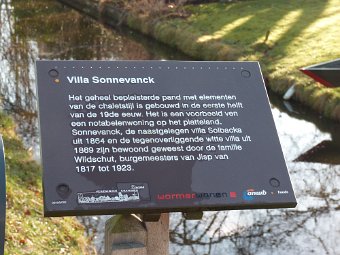 Villa Sonnevanck
Het geheel bepleisterde pand met elementen
van de chaletstijl is gebouwd in de eerste helft
van de 19de eeuw. Het is een voorbeeld van
een notabelenwoning op het platteland.
Sonnevanck, de naastgelegen villa Solbecka
uit 1864 en de tegenoverliggende witte villa uit
1869 zijn bewoond geweest door de familie
Wildschut, burgemeesters van Jisp van
1817 tot 1923.
wormerwonen